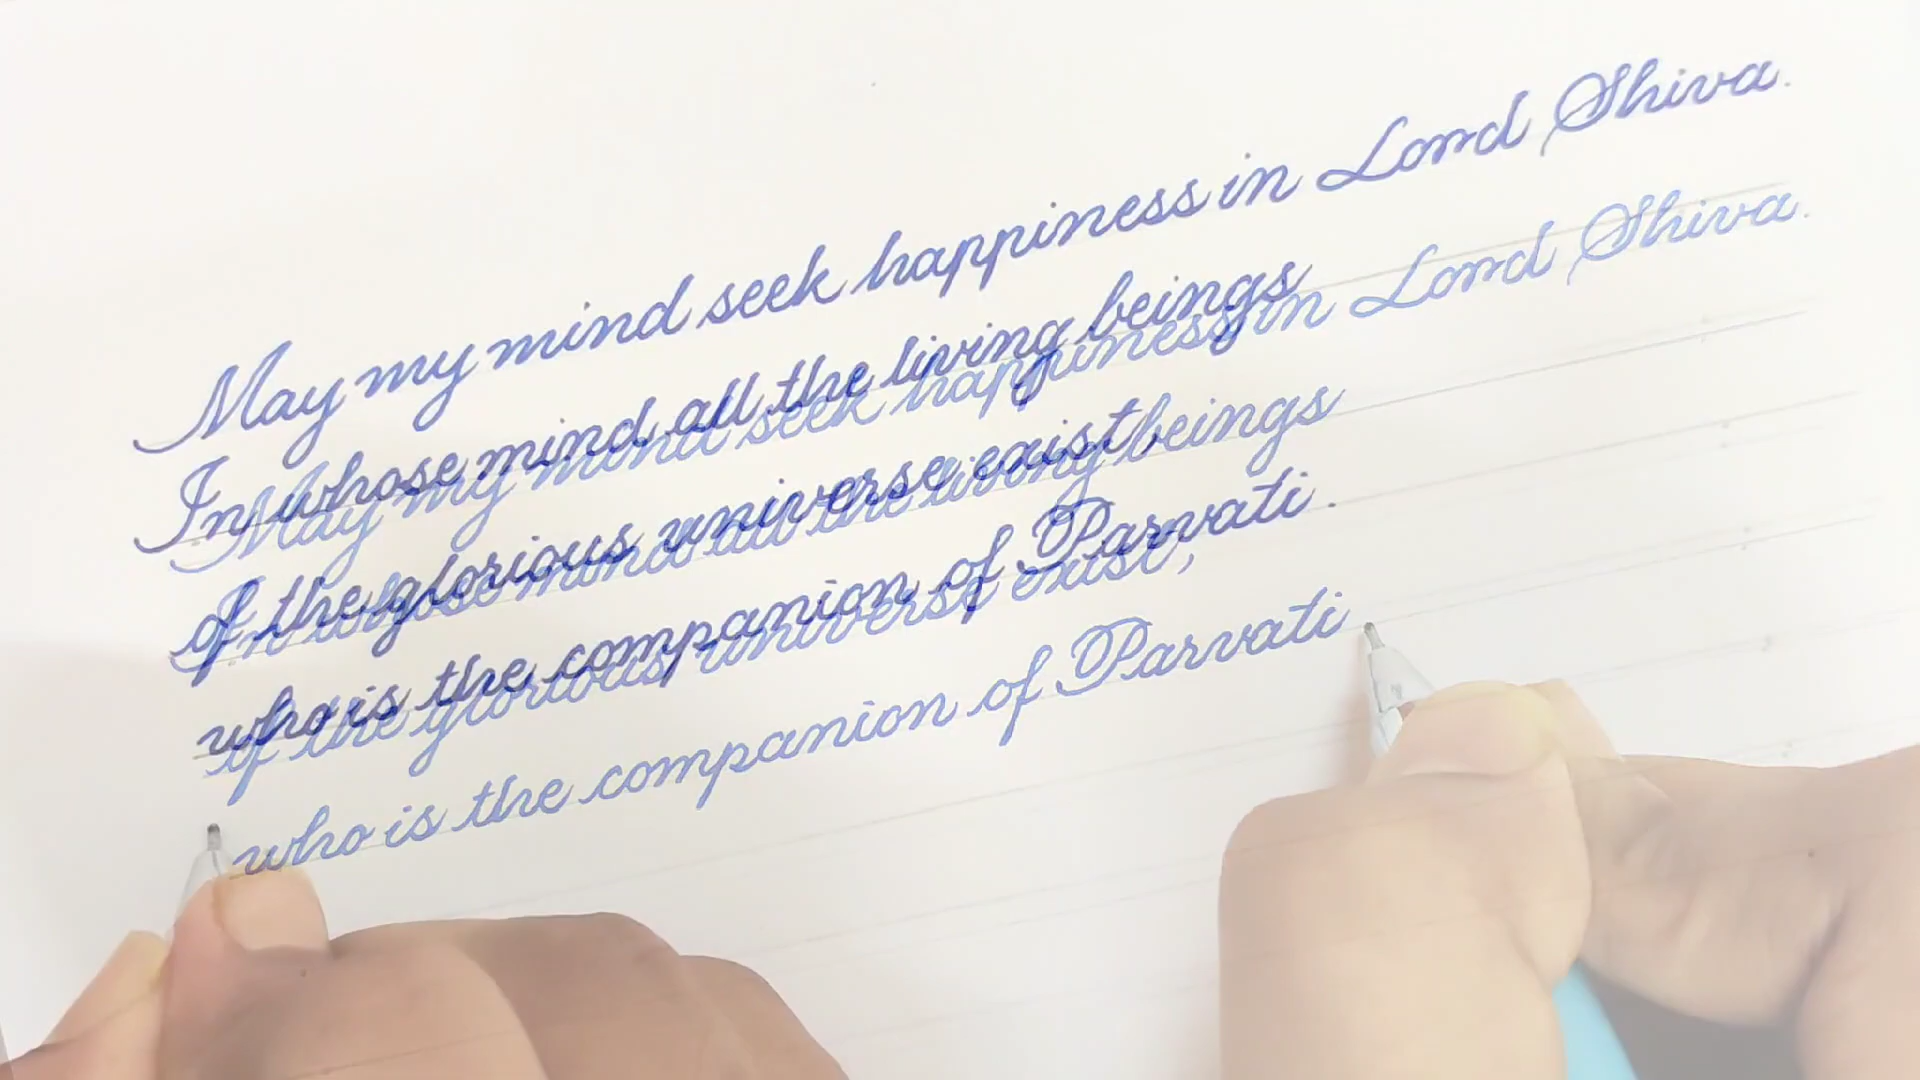 May my mind seek happiness in Lord Shiva.
In whose mind all the living beings
of the glorious universe exist,
who is the companion of Parvati.
May my mind seek happiness in Lord Shiva.
In whose mind all the living beings
of the glorious universe exist,
who is the companion of Parvati